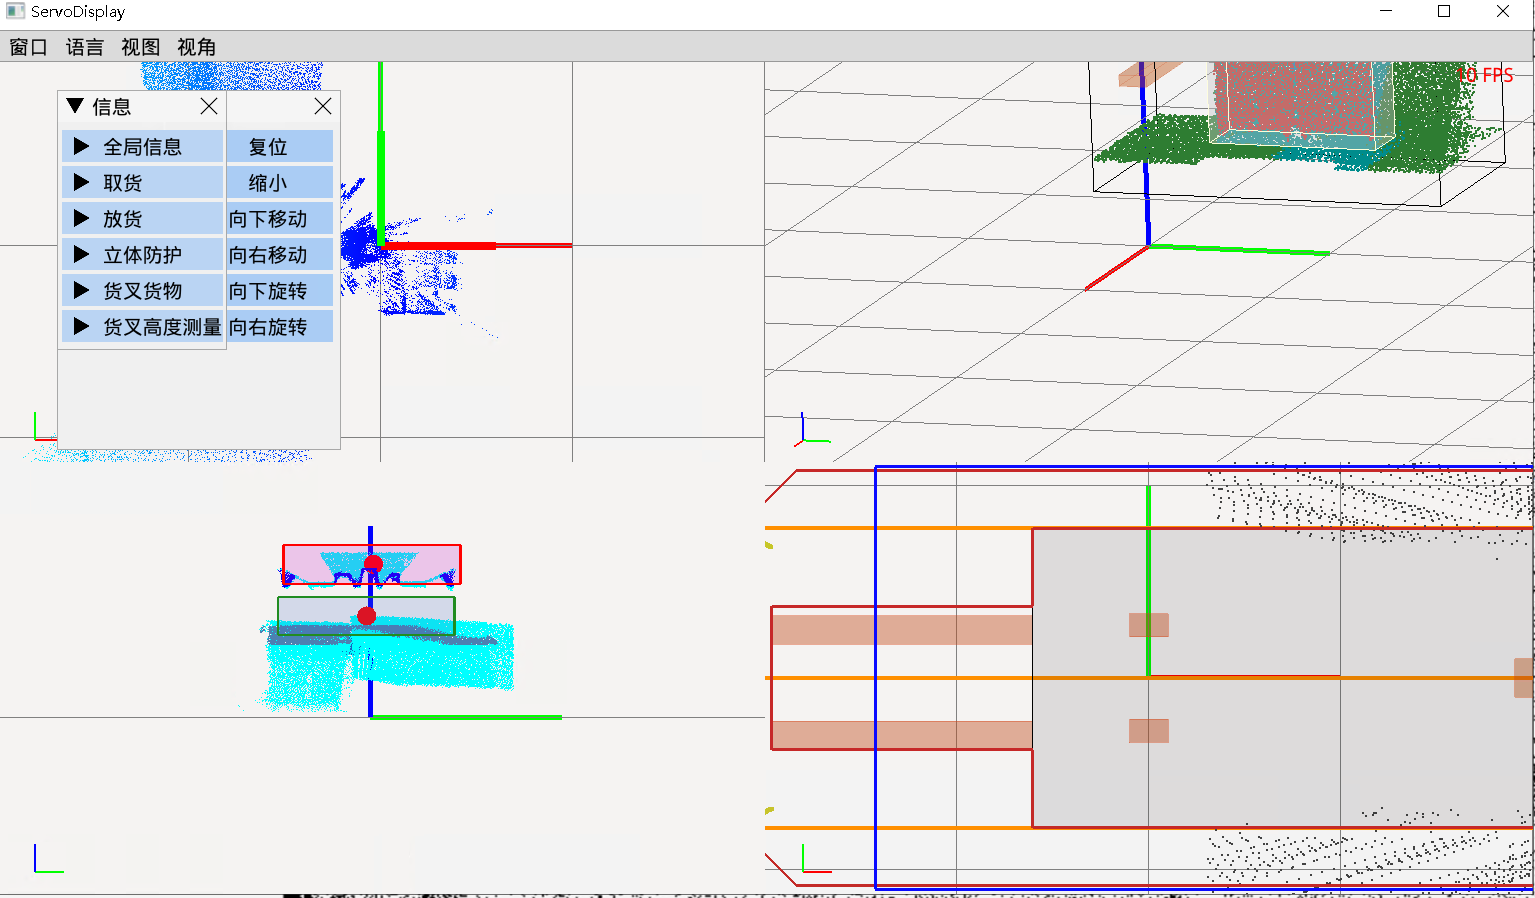 ServoDisplay
窗口 语言 视图 视角
10 FPS
信息
全局信息 复位
取货 缩小
放货 向下移动
立体防护 向右移动
货叉货物 向下旋转
货叉高度测量 向右旋转